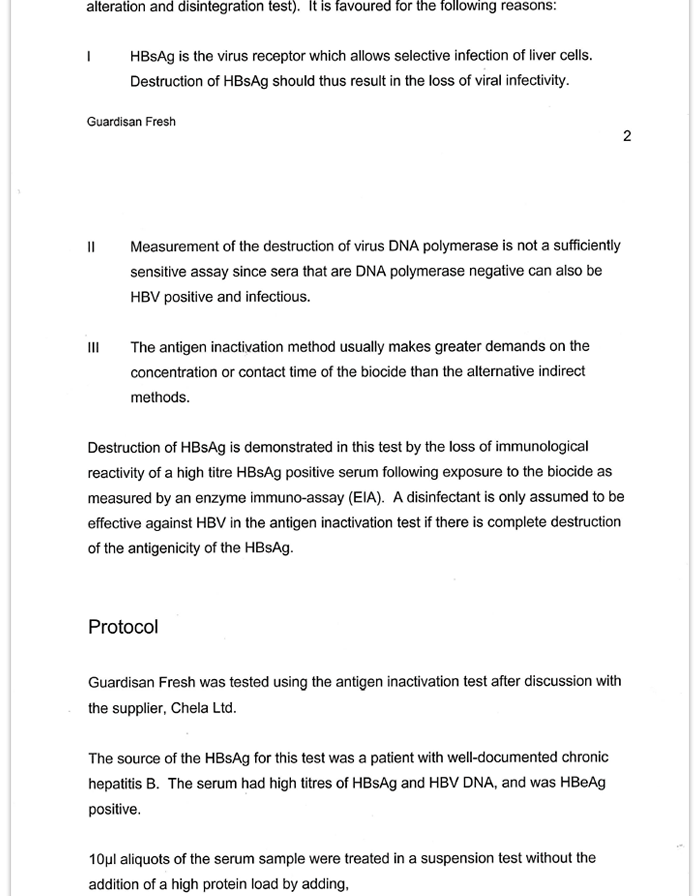 alteration and disintegration test).  It is favoured for the following reasons:
I HBsAg is the virus receptor which allows selective infection of liver cells.
Destruction of HBsAg should thus result in the loss of viral infectivity.
Guardisan Fresh
2
II Measurement of the destruction of virus DNA polymerase is not a sufficiently
sensitive assay since sera that are DNA polymerase negative can also be
HBV positive and infectious.
III The antigen inactivation method usually makes greater demands on the
concentration or contact time of the biocide than the alternative indirect
methods.
Destruction of HBsAg is demonstrated in this test by the loss of immunological
reactivity of a high titre HBsAg positive serum following exposure to the biocide as
measured by an enzyme immuno-assay (EIA).  A disinfectant is only assumed to be
effective against HBV in the antigen inactivation test if there is complete destruction
of the antigenicity of the HBsAg.
Protocol
Guardisan Fresh was tested using the antigen inactivation test after discussion with
the supplier, Chela Ltd.
The source of the HBsAg for this test was a patient with well-documented chronic
hepatitis B.  The serum had high titres of HBsAg and HBV DNA, and was HBeAg
positive.
10µl aliquots of the serum sample were treated in a suspension test without the
addition of a high protein load by adding,